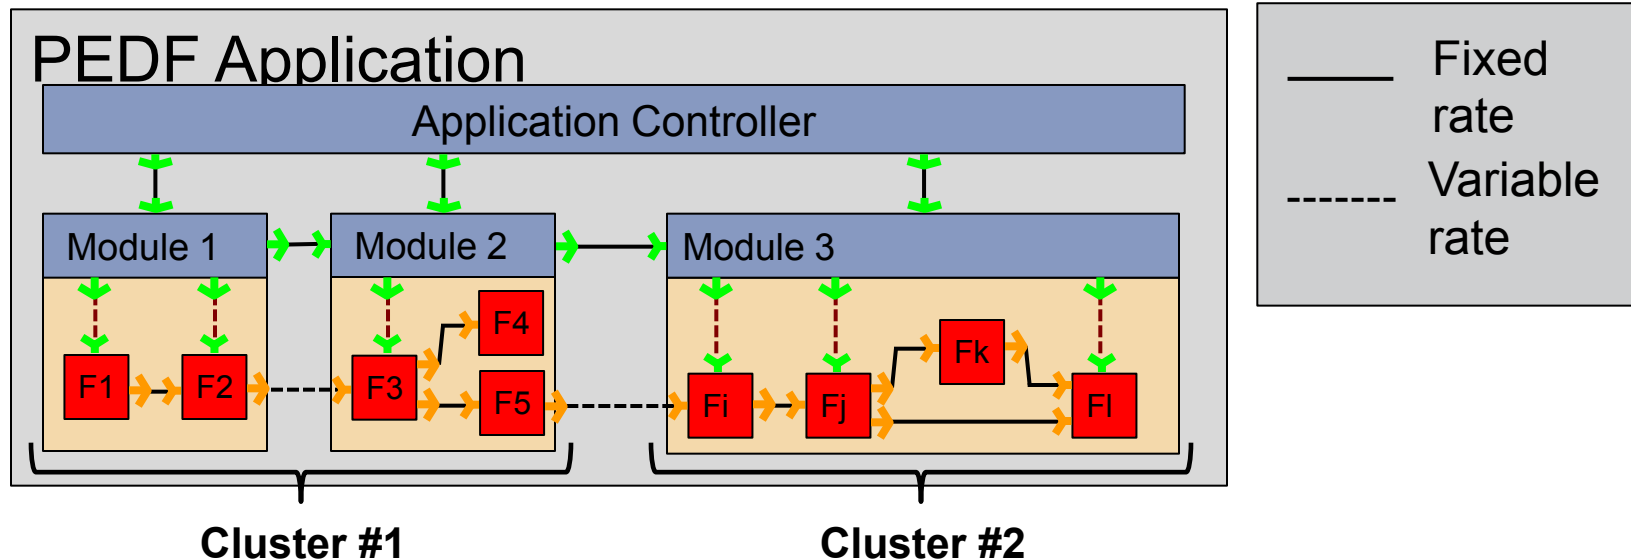 PEDF Application
Application Controller
Module 1
Module 2
Module 3
F1
F2
F3
F4
F5
Fi
Fj
Fk
Fl
Cluster #1
Cluster #2
Fixed
rate
Variable
rate